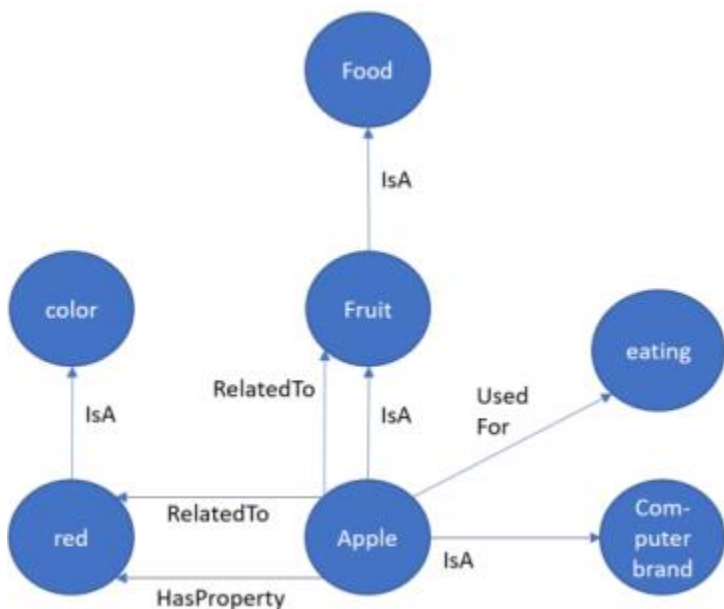 Food
IsA
color
Fruit
eating
RelatedTo
Used
For
IsA
IsA
red
RelatedTo
Apple
IsA
Com-
puter
brand
HasProperty